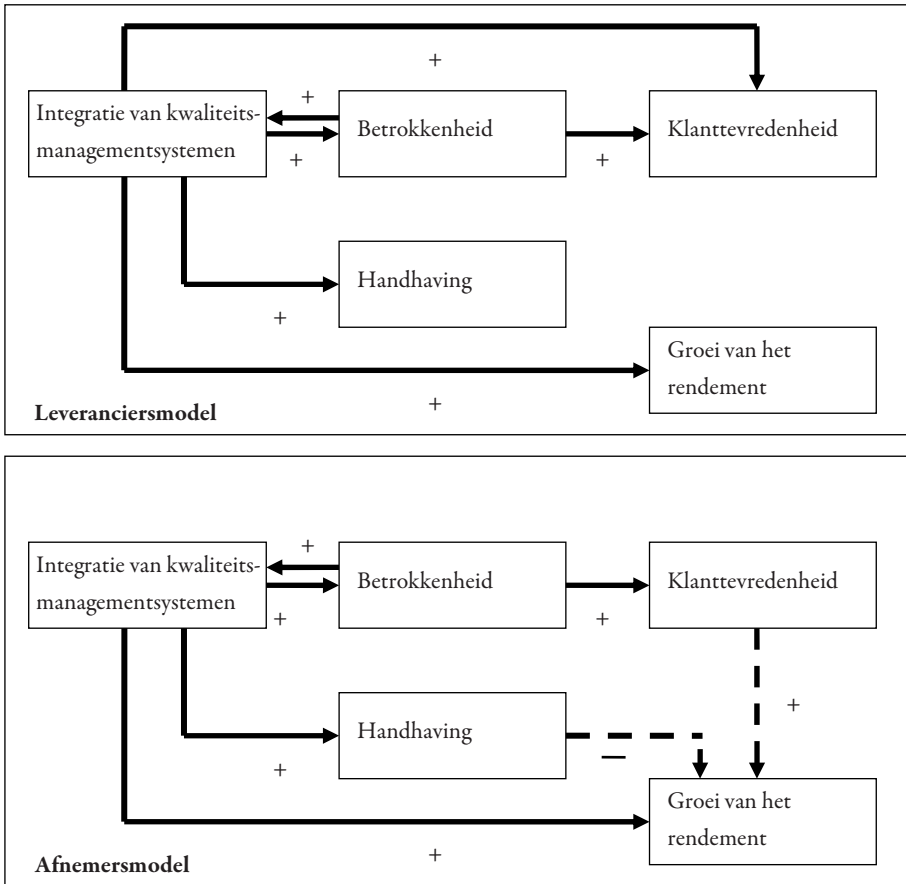 +
Integratie van kwaliteits-
managementsystemen
+
+
Betrokkenheid
+
Klanttevredenheid
Handhaving
+
Groei van het
rendement
+
Leveranciersmodel
Integratie van kwaliteits-
managementsystemen
+
+
Betrokkenheid
+
Klanttevredenheid
+
Handhaving
—
+
Groei van het
rendement
+
Afnemersmodel